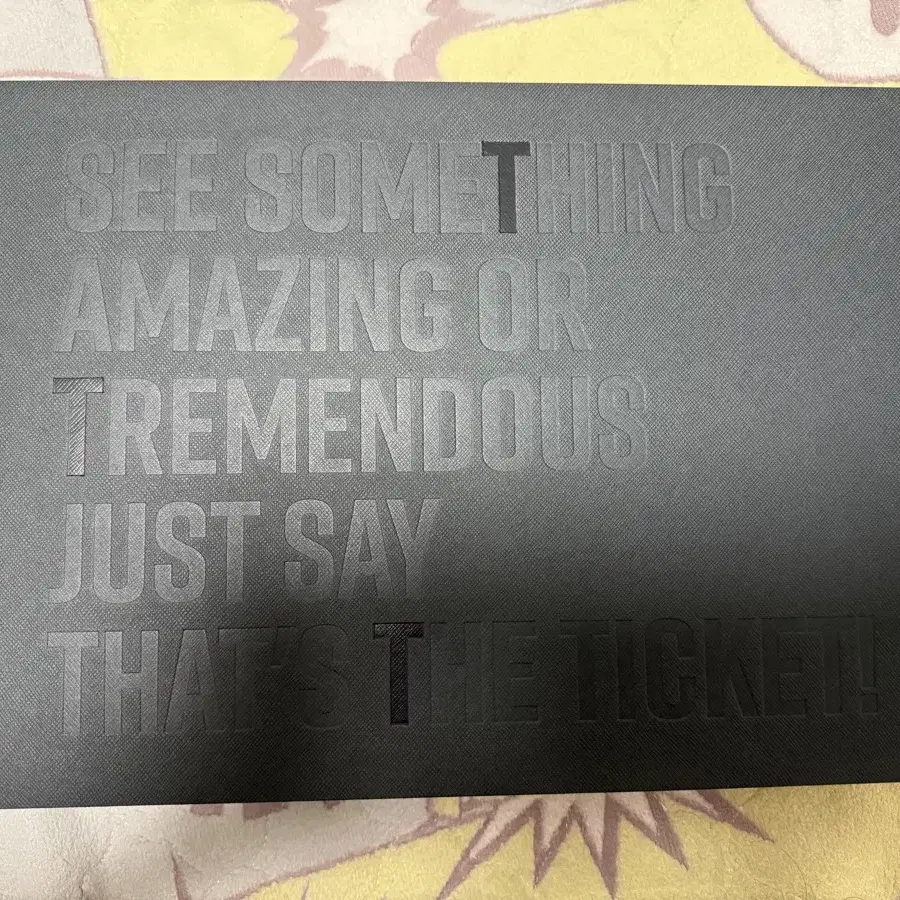 SEE SOMETHING
AMAZING OR
TREMENDOUS
JUST SAY
THAT'S THE TICKET!